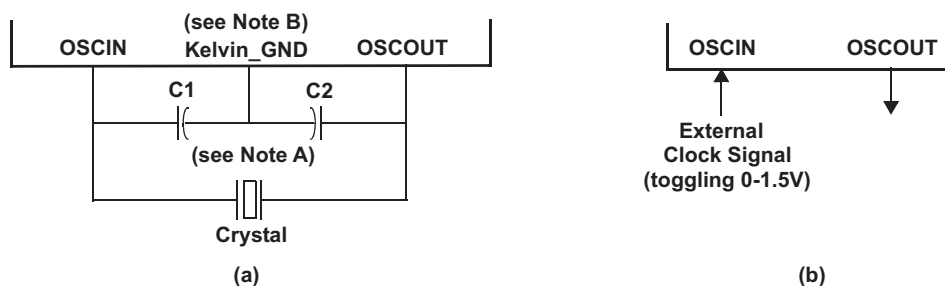 (see Note B)
OSCIN Kelvin_GND OSCOUT
C1 C2
(see Note A)
Crystal
(a)
OSCIN OSCOUT
External
Clock Signal
(toggling 0-1.5V)
(b)